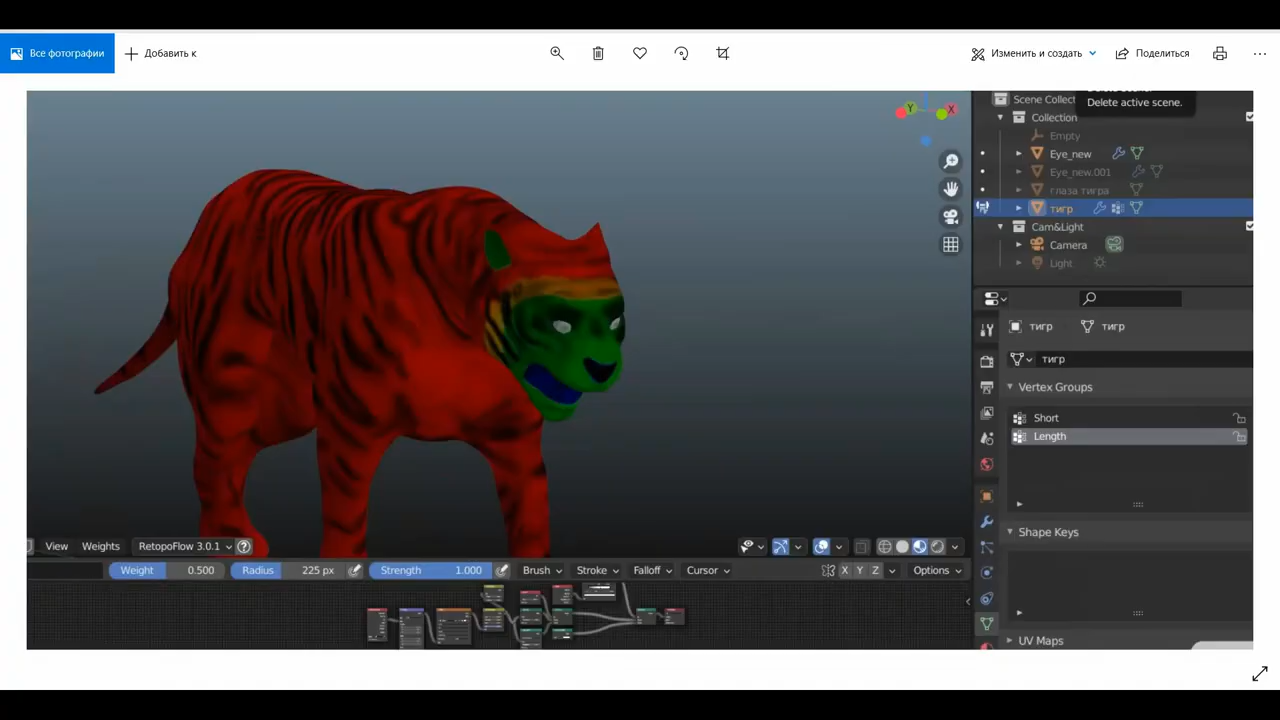 Все фотографии
Добавить к
Изменить и создать
Поделиться
Y
X
Scene Collect
Delete active scene.
Collection
Empty
Eye_new
Eye_new.001
глаза тигра
тигр
Cam&Light
Camera
Light
тигр
тигр
тигр
Vertex Groups
Short
Length
Shape Keys
View
Weights
RetopoFlow 3.0.1
Weight 0.500
Radius 225 px
Strength 1.000
Brush
Stroke
Falloff
Cursor
X Y Z
Options
UV Maps